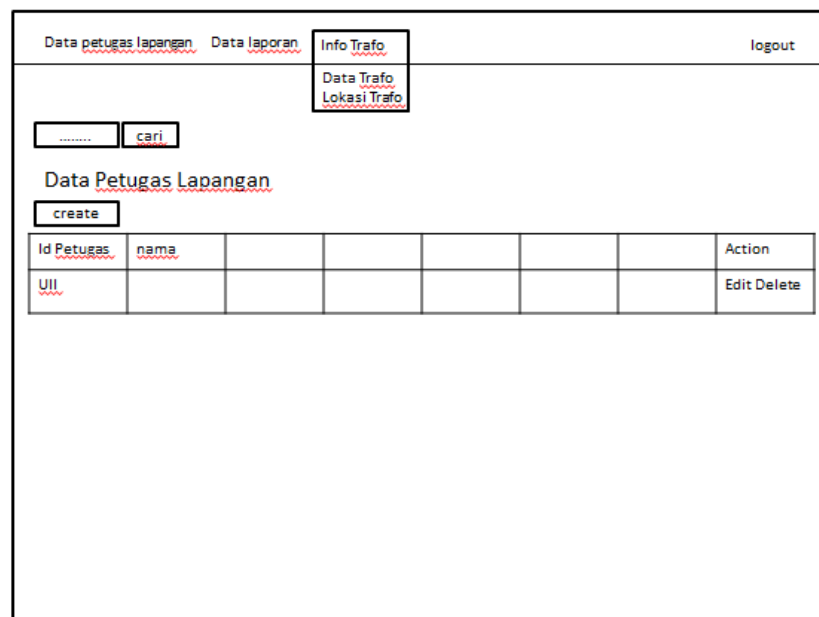 Data petugas lapangan Data laporan Info Trafo logout
Data Trafo
Lokasi Trafo
........ cari
Data Petugas Lapangan
create
Id Petugas nama Action
UII Edit Delete